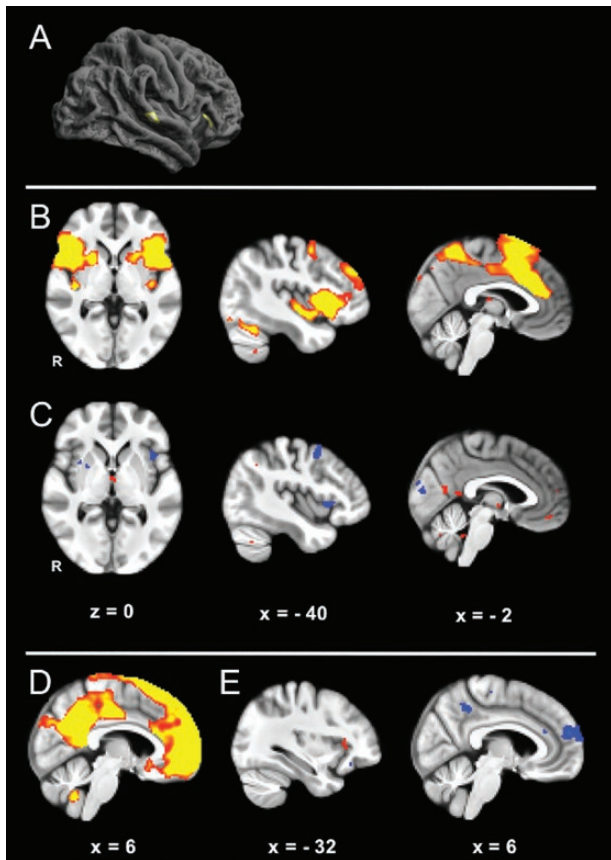 A
B
R
C
R
z = 0 x = - 40 x = - 2
D E
x = 6 x = - 32 x = 6